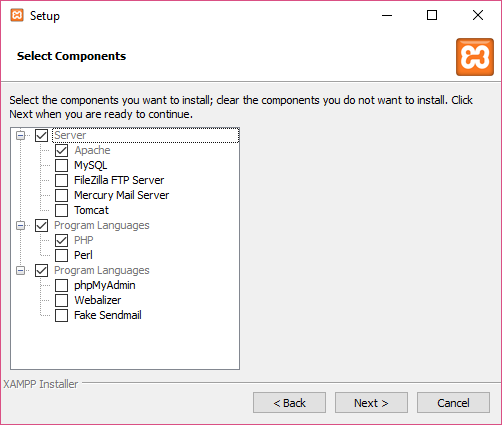 Setup
Select Components
Select the components you want to install; clear the components you do not want to install. Click
Next when you are ready to continue.
Server
Apache
MySQL
FileZilla FTP Server
Mercury Mail Server
Tomcat
Program Languages
PHP
Perl
Program Languages
phpMyAdmin
Webalizer
Fake Sendmail
XAMPP Installer
< Back
Next >
Cancel